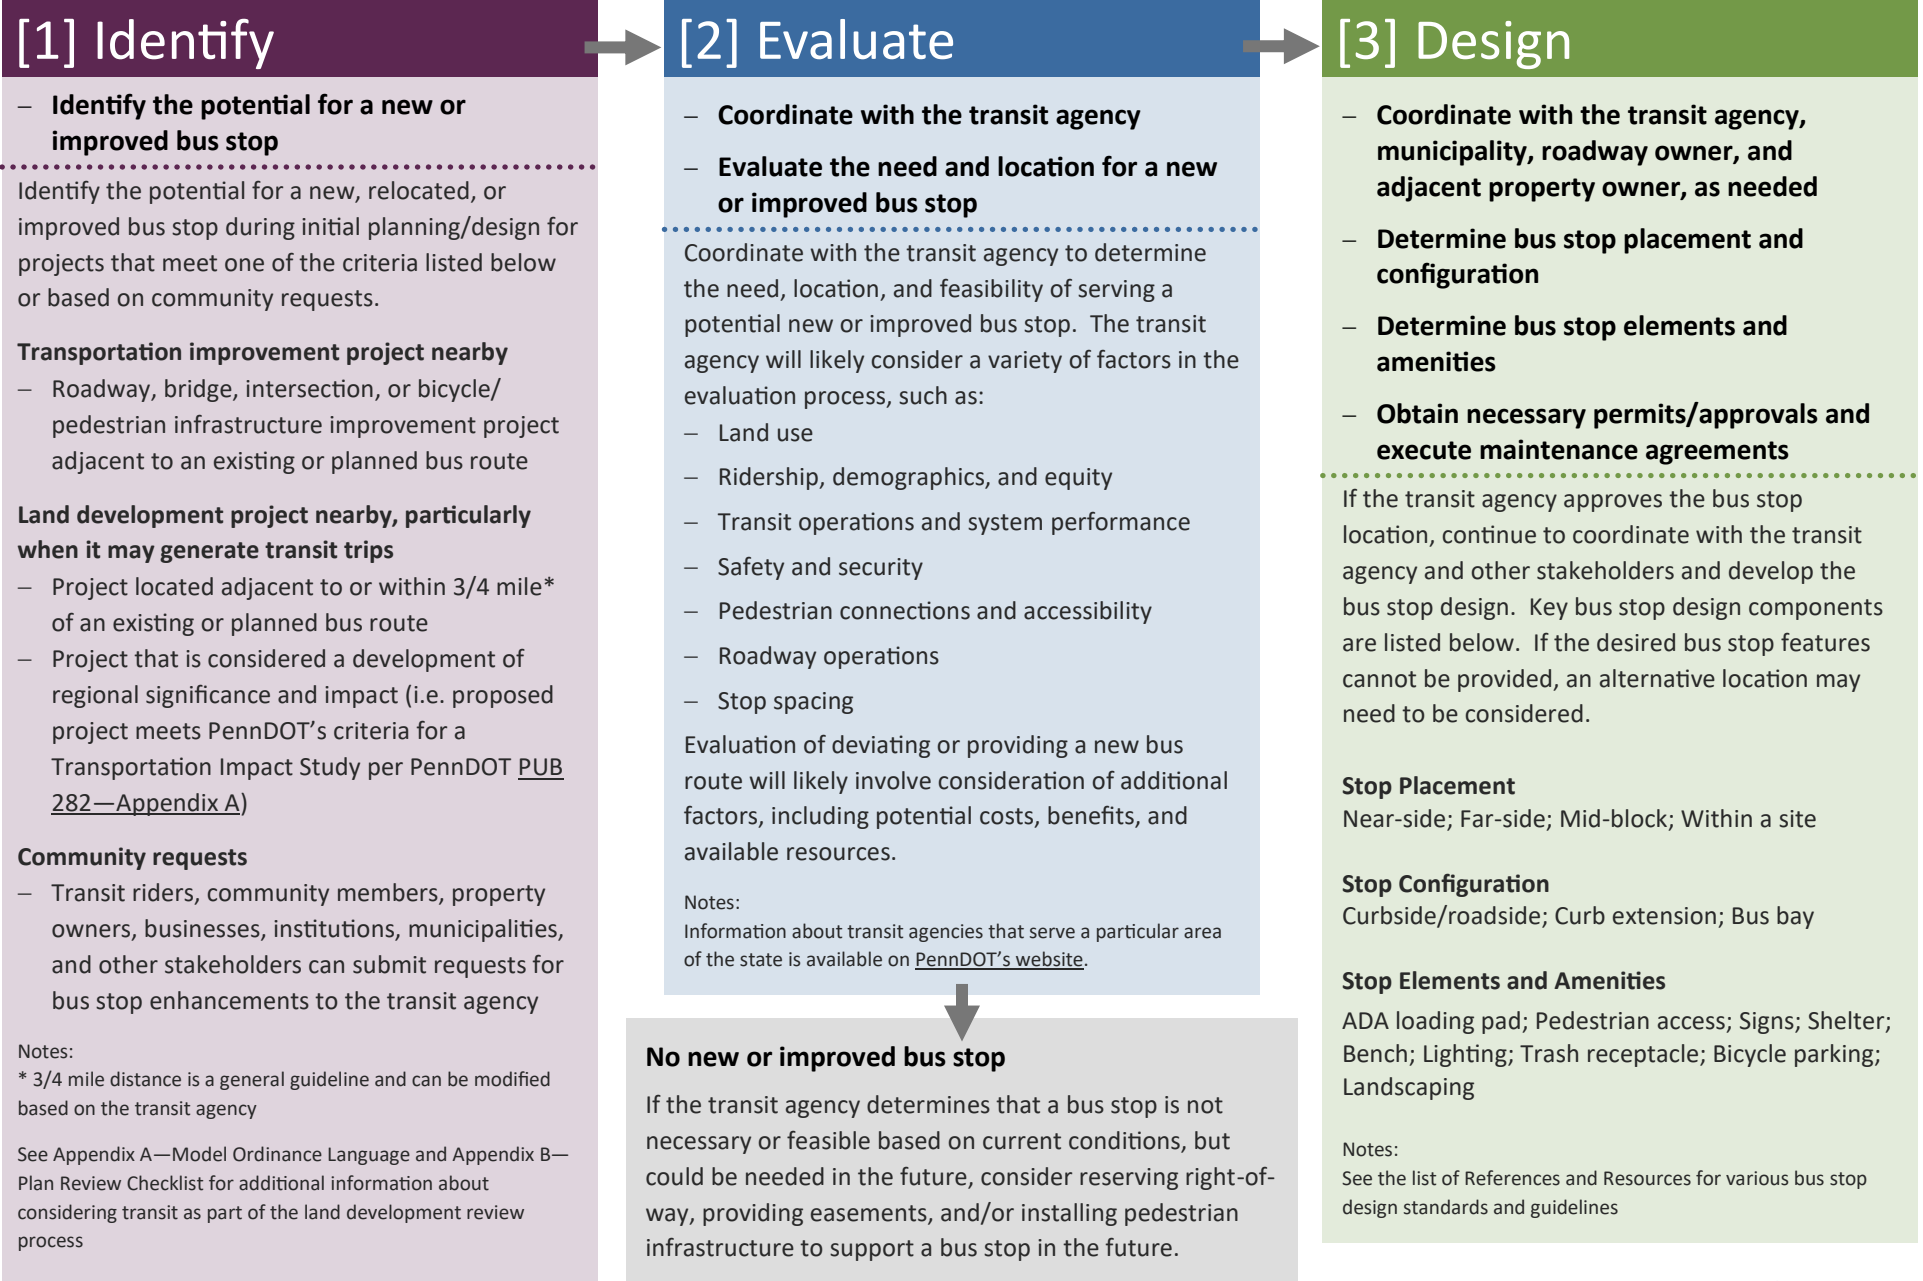 [1] Identify
– Identify the potential for a new or
improved bus stop
Identify the potential for a new, relocated, or
improved bus stop during initial planning/design for
projects that meet one of the criteria listed below
or based on community requests.
Transportation improvement project nearby
– Roadway, bridge, intersection, or bicycle/
pedestrian infrastructure improvement project
adjacent to an existing or planned bus route
Land development project nearby, particularly
when it may generate transit trips
– Project located adjacent to or within 3/4 mile*
of an existing or planned bus route
– Project that is considered a development of
regional significance and impact (i.e. proposed
project meets PennDOT's criteria for a
Transportation Impact Study per PennDOT PUB
282—Appendix A)
Community requests
– Transit riders, community members, property
owners, businesses, institutions, municipalities,
and other stakeholders can submit requests for
bus stop enhancements to the transit agency
Notes:
* 3/4 mile distance is a general guideline and can be modified
based on the transit agency
See Appendix A—Model Ordinance Language and Appendix B—
Plan Review Checklist for additional information about
considering transit as part of the land development review
process
[2] Evaluate
– Coordinate with the transit agency
– Evaluate the need and location for a new
or improved bus stop
Coordinate with the transit agency to determine
the need, location, and feasibility of serving a
potential new or improved bus stop.  The transit
agency will likely consider a variety of factors in the
evaluation process, such as:
– Land use
– Ridership, demographics, and equity
– Transit operations and system performance
– Safety and security
– Pedestrian connections and accessibility
– Roadway operations
– Stop spacing
Evaluation of deviating or providing a new bus
route will likely involve consideration of additional
factors, including potential costs, benefits, and
available resources.
Notes:
Information about transit agencies that serve a particular area
of the state is available on PennDOT's website.
No new or improved bus stop
If the transit agency determines that a bus stop is not
necessary or feasible based on current conditions, but
could be needed in the future, consider reserving right-of-
way, providing easements, and/or installing pedestrian
infrastructure to support a bus stop in the future.
[3] Design
– Coordinate with the transit agency,
municipality, roadway owner, and
adjacent property owner, as needed
– Determine bus stop placement and
configuration
– Determine bus stop elements and
amenities
– Obtain necessary permits/approvals and
execute maintenance agreements
If the transit agency approves the bus stop
location, continue to coordinate with the transit
agency and other stakeholders and develop the
bus stop design.  Key bus stop design components
are listed below.  If the desired bus stop features
cannot be provided, an alternative location may
need to be considered.
Stop Placement
Near-side; Far-side; Mid-block; Within a site
Stop Configuration
Curbside/roadside; Curb extension; Bus bay
Stop Elements and Amenities
ADA loading pad; Pedestrian access; Signs; Shelter;
Bench; Lighting; Trash receptacle; Bicycle parking;
Landscaping
Notes:
See the list of References and Resources for various bus stop
design standards and guidelines